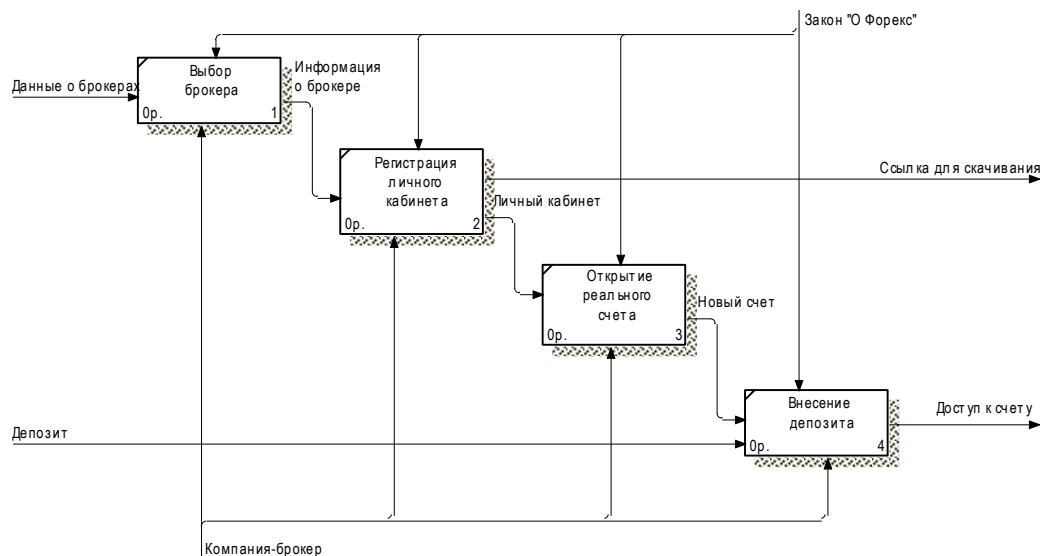 Закон "О Форекс"
Выбор
брокера
0р.
1
Информация
о брокере
Данные о брокерах
Регистрация
личного
кабинета
0р.
2
Ссылка для скачивания
Личный кабинет
Открытие
реального
счета
0р.
3
Новый счет
Внесение
депозита
0р.
4
Доступ к счету
Депозит
Компания-брокер